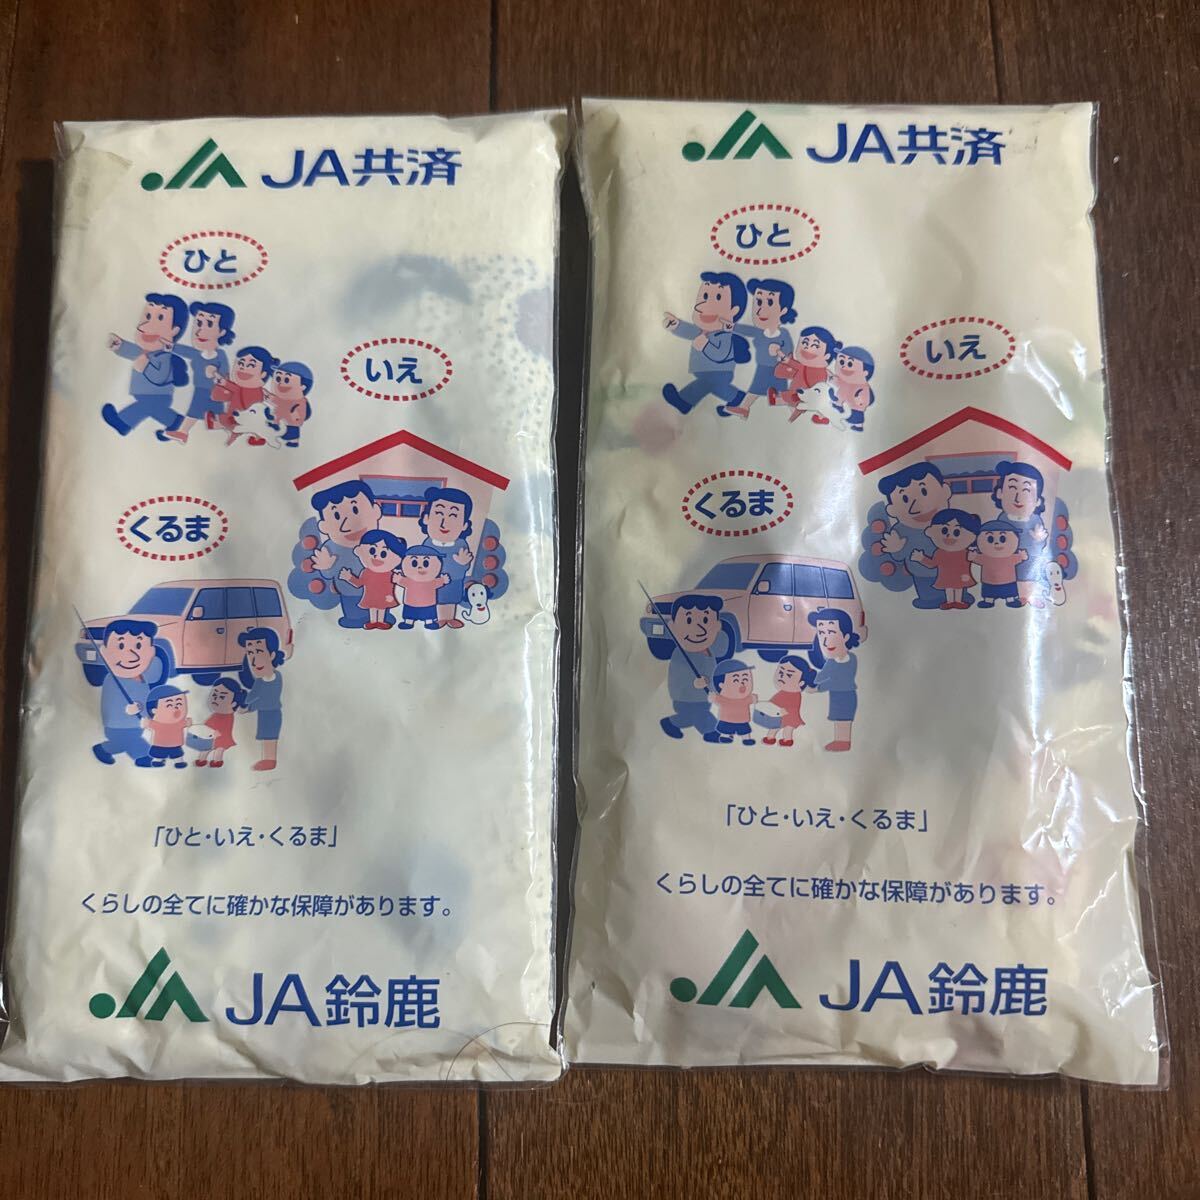 JA JA共済
ひと
いえ
くるま
「ひと・いえ・くるま」
くらしの全てに確かな保障があります。
JA JA鈴鹿
JA JA共済
ひと
いえ
くるま
「ひと・いえ・くるま」
くらしの全てに確かな保障があります。
JA JA鈴鹿